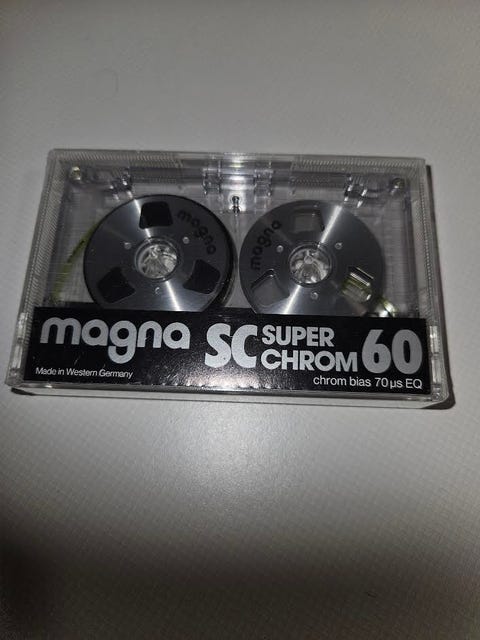 magna
magna
magna SC SUPER CHROM 60
Made in Western Germany
chrom bias 70 µs EQ